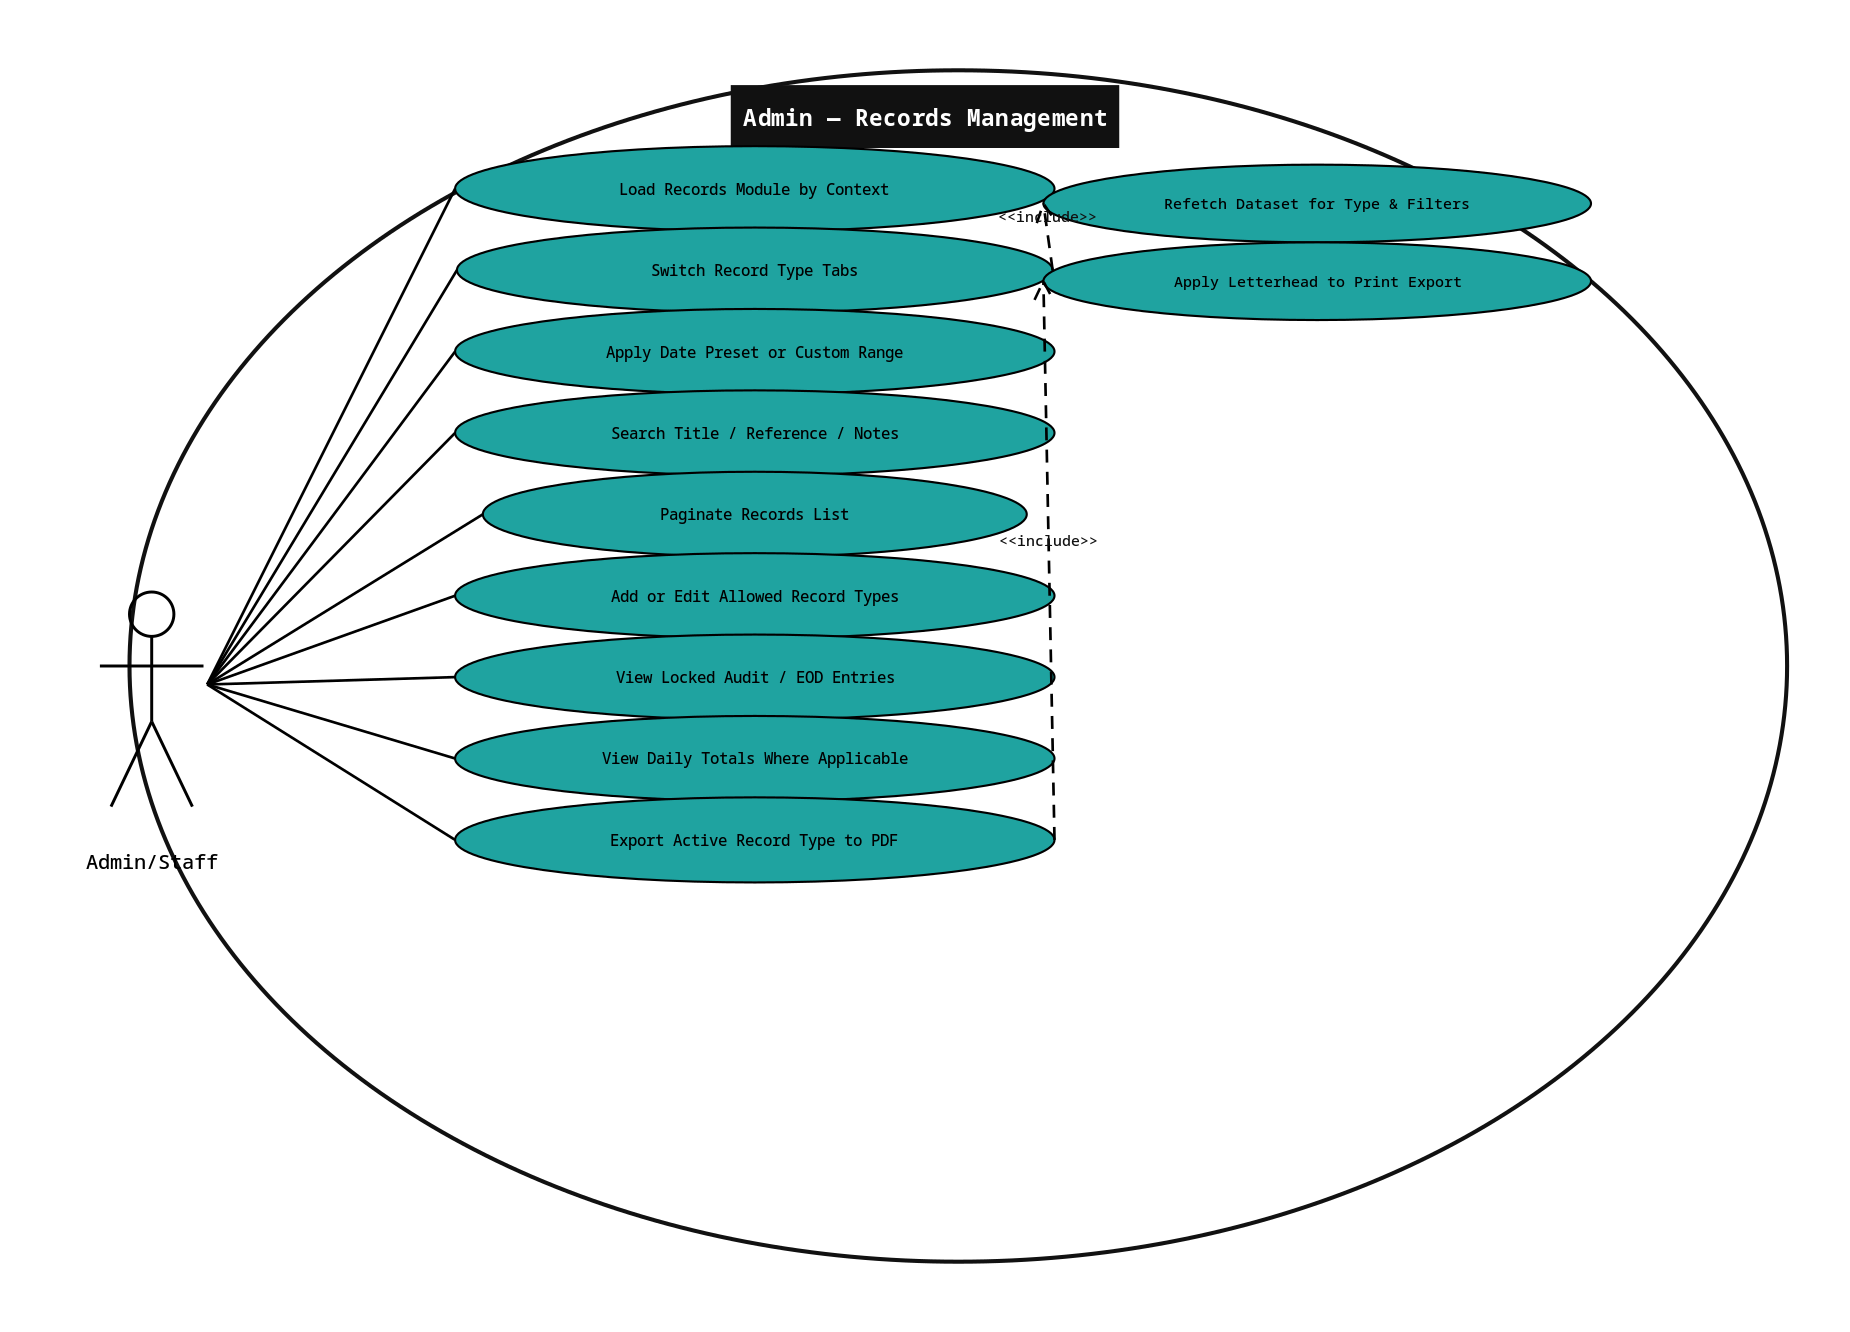 Admin — Records Management
Load Records Module by Context
Refetch Dataset for Type & Filters
<<include>>
Switch Record Type Tabs
Apply Letterhead to Print Export
Apply Date Preset or Custom Range
Search Title / Reference / Notes
Paginate Records List
<<include>>
Add or Edit Allowed Record Types
View Locked Audit / EOD Entries
View Daily Totals Where Applicable
Export Active Record Type to PDF
Admin/Staff